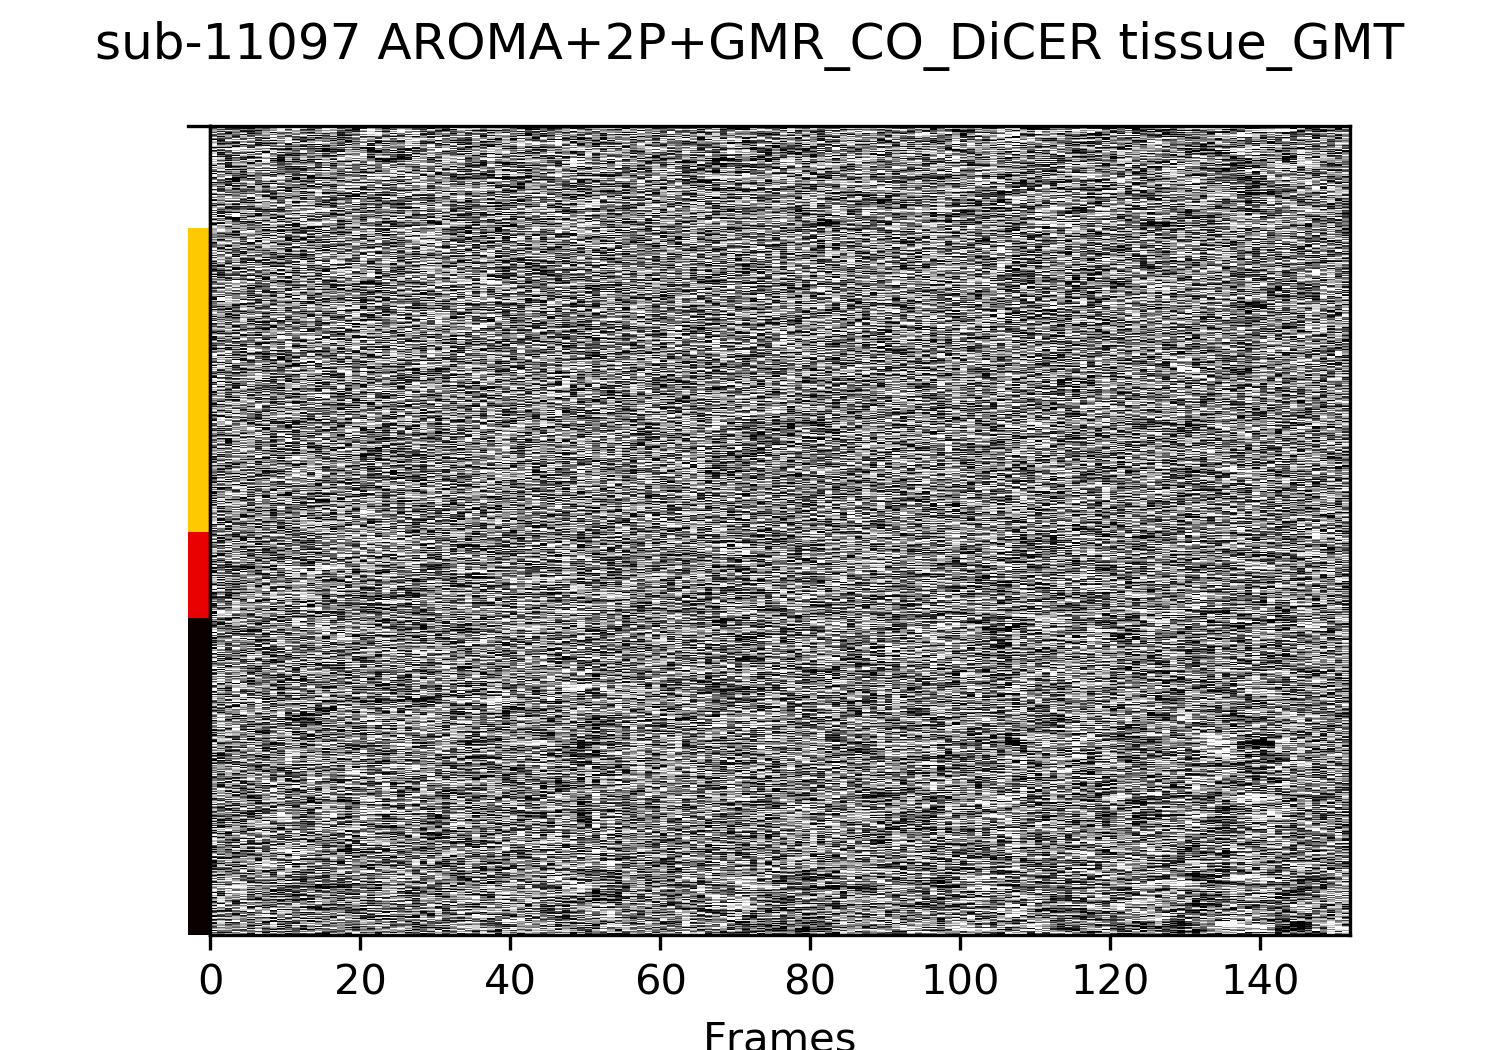 sub-11097 AROMA+2P+GMR_CO_DiCER tissue_GMT
0 20 40 60 80 100 120 140
Frames